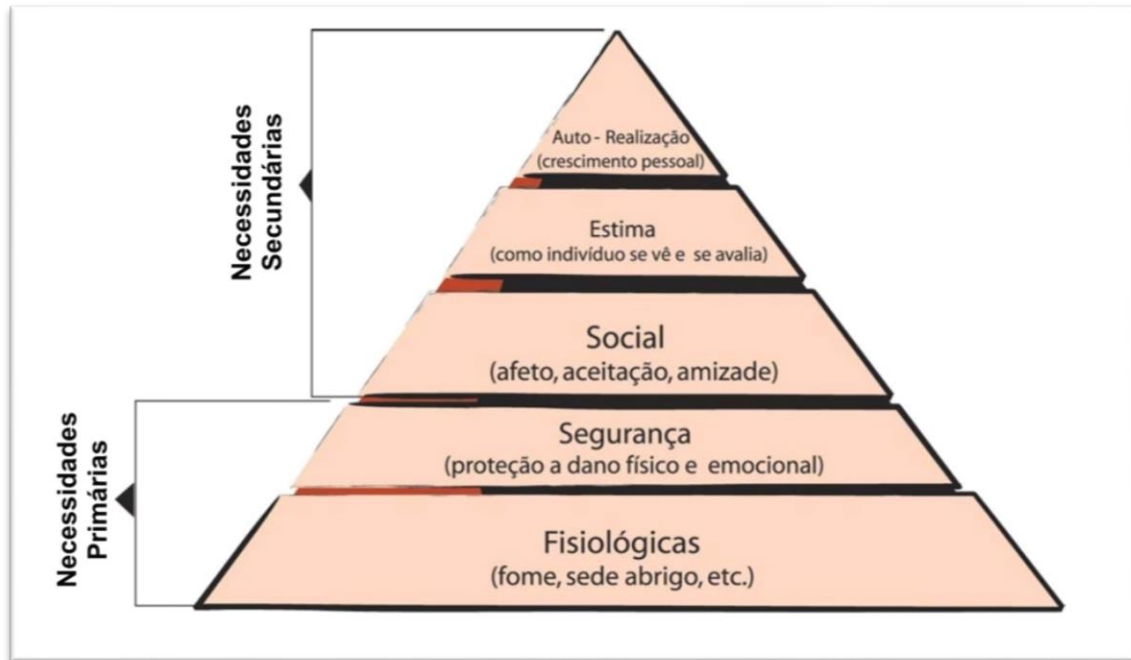 Necessidades
Secundárias
Auto - Realização
(crescimento pessoal)
Estima
(como indivíduo se vê e se avalia)
Social
(afeto, aceitação, amizade)
Necessidades
Primárias
Segurança
(proteção a dano físico e emocional)
Fisiológicas
(fome, sede abrigo, etc.)